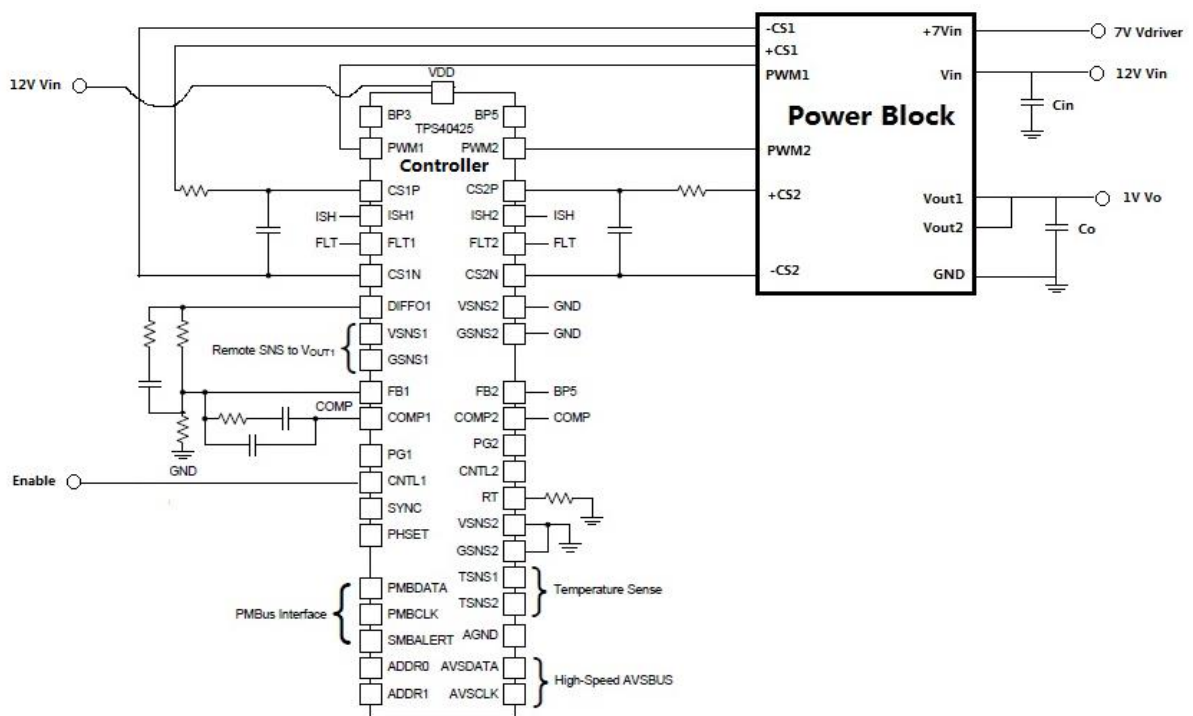 -CS1
+7Vin
7V Vdriver
+CS1
12V Vin
VDD
PWM1
Vin
12V Vin
Cin
BP3
BP5
TPS40425
Power Block
PWM1
PWM2
PWM2
Controller
CS1P
CS2P
+CS2
Vout1
1V Vo
ISH
ISH1
ISH2
ISH
Vout2
Co
FLT
FLT1
FLT2
FLT
CS1N
CS2N
-CS2
GND
DIFFO1
VSNS2
GND
VSNS1
GSNS2
GND
Remote SNS to VOUT1
GSNS1
FB1
FB2
BP5
COMP
COMP1
COMP2
COMP
PG1
PG2
GND
CNTL2
Enable
CNTL1
RT
SYNC
VSNS2
PHSET
GSNS2
TSNS1
Temperature Sense
PMBDATA
TSNS2
PMBus Interface
PMBCLK
SMBALERT
AGND
ADDR0
AVSDATA
High-Speed AVSBUS
ADDR1
AVSCLK